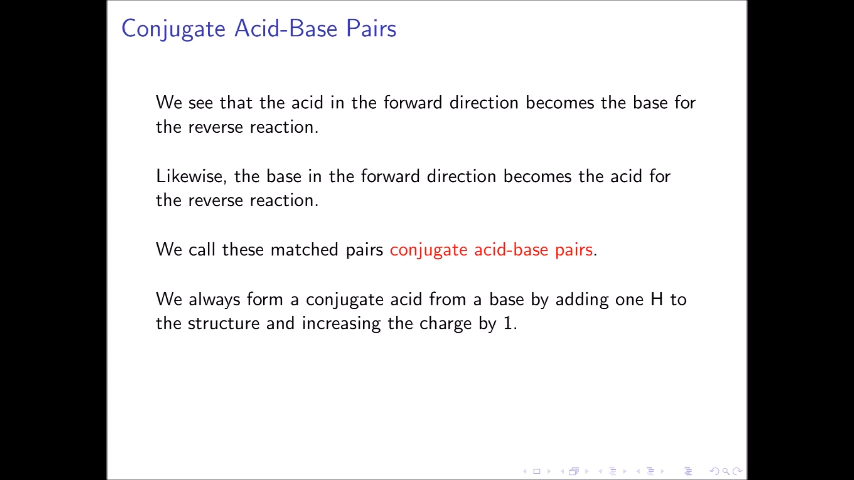 Conjugate Acid-Base Pairs
We see that the acid in the forward direction becomes the base for
the reverse reaction.
Likewise, the base in the forward direction becomes the acid for
the reverse reaction.
We call these matched pairs conjugate acid-base pairs.
We always form a conjugate acid from a base by adding one H to
the structure and increasing the charge by 1.